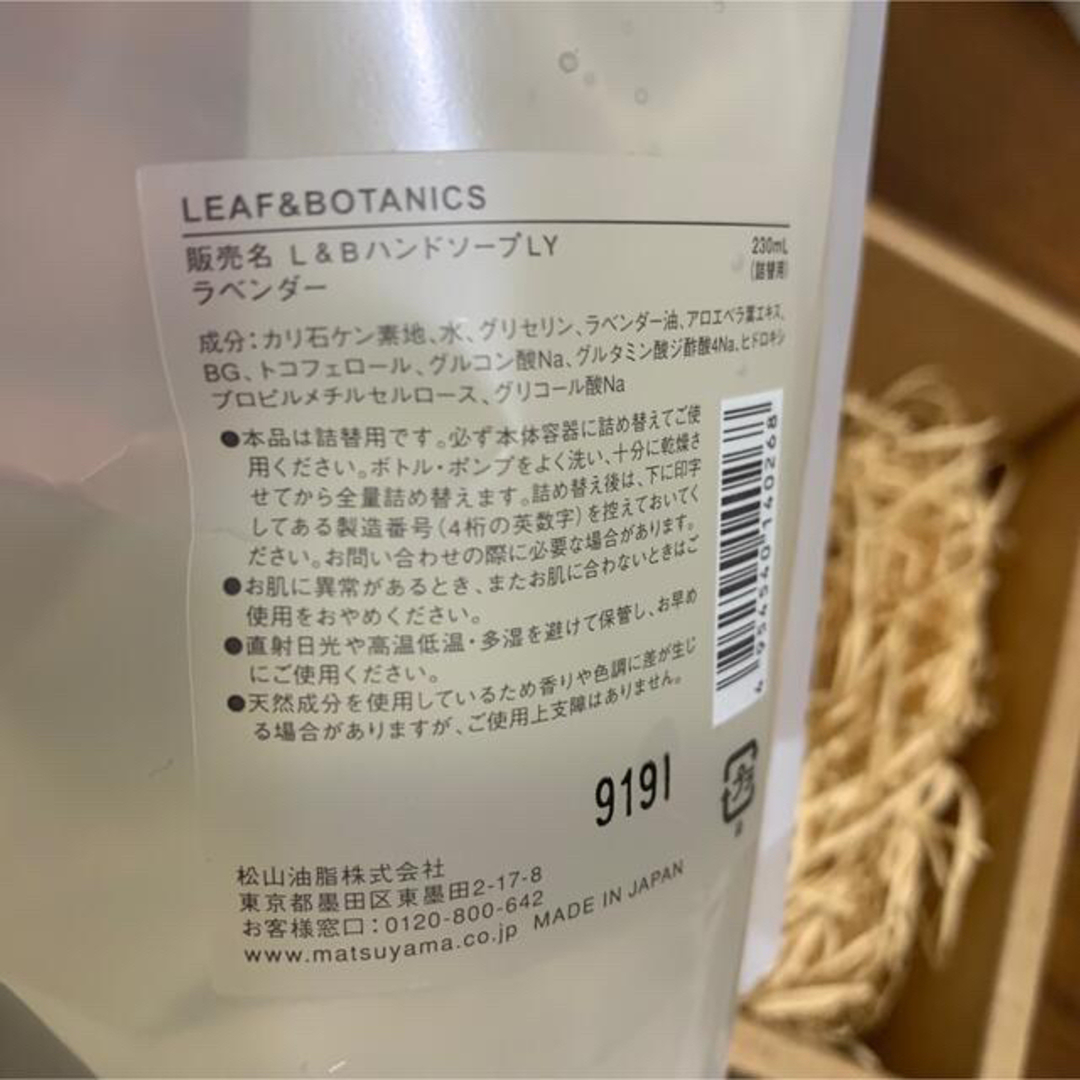 LEAF&BOTANICS
販売名 L&BハンドソープLY
ラベンダー
230mL
(詰替用)
成分:カリ石ケン素地、水、グリセリン、ラベンダー油、アロエベラ葉エキス、
BG、トコフェロール、グルコン酸Na、グルタミン酸ジ酢酸4Na、ヒドロキシ
プロピルメチルセルロース、グリコール酸Na
●本品は詰替用です。必ず本体容器に詰め替えてご使
用ください。ボトル・ポンプをよく洗い、十分に乾燥さ
せてから全量詰め替えます。詰め替え後は、下に印字
してある製造番号(4桁の英数字)を控えておいてく
ださい。お問い合わせの際に必要な場合があります。
●お肌に異常があるとき、またお肌に合わないときはご
使用をおやめください。
●直射日光や高温低温・多湿を避けて保管し、お早め
にご使用ください。
●天然成分を使用しているため香りや色調に差が生じ
る場合がありますが、ご使用上支障はありません。
9191
プラ
松山油脂株式会社
東京都墨田区東墨田2-17-8
お客様窓口:0120-800-642
www.matsuyama.co.jp MADE IN JAPAN